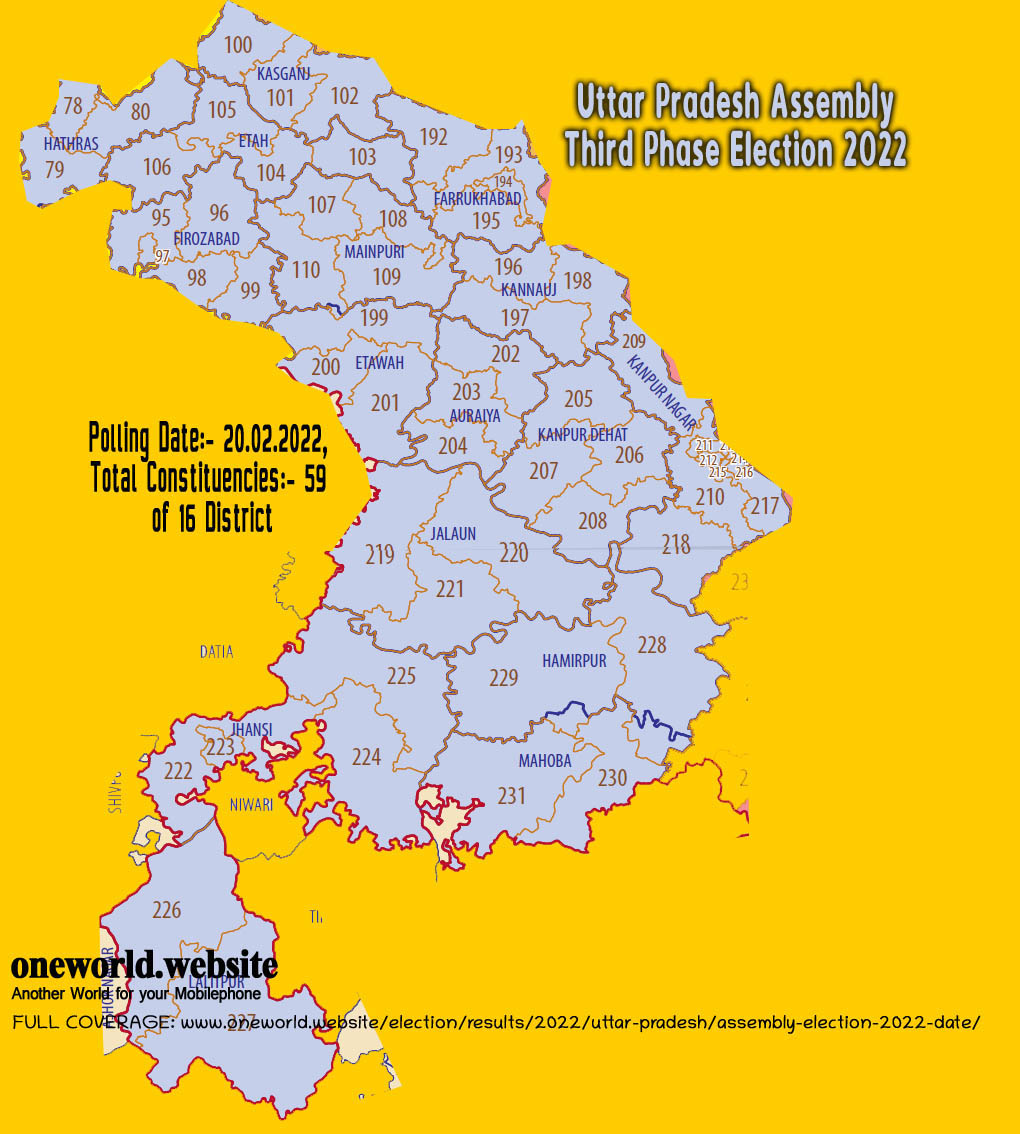 Uttar Pradesh Assembly
Third Phase Election 2022
100
KASGANJ
101
102
78
80
105
HATHRAS
79
ETAH
106
104
103
192
193
194
FARRUKHABAD
195
95
96
FIROZABAD
97
98
99
107
108
MAINPURI
110
109
196
198
KANNAUJ
197
199
200
ETAWAH
201
202
203
AURAIYA
204
209
KANPUR NAGAR
205
KANPUR DEHAT
206
207
208
211
212
215
216
210
217
218
Polling Date:- 20.02.2022,
Total Constituencies:- 59
of 16 District
219
JALAUN
220
221
DATIA
225
229
HAMIRPUR
228
JHANSI
223
222
224
MAHOBA
230
231
NIWARI
226
LALITPUR
227
oneworld.website
Another World for your Mobilephone
FULL COVERAGE: www.oneworld.website/election/results/2022/uttar-pradesh/assembly-election-2022-date/